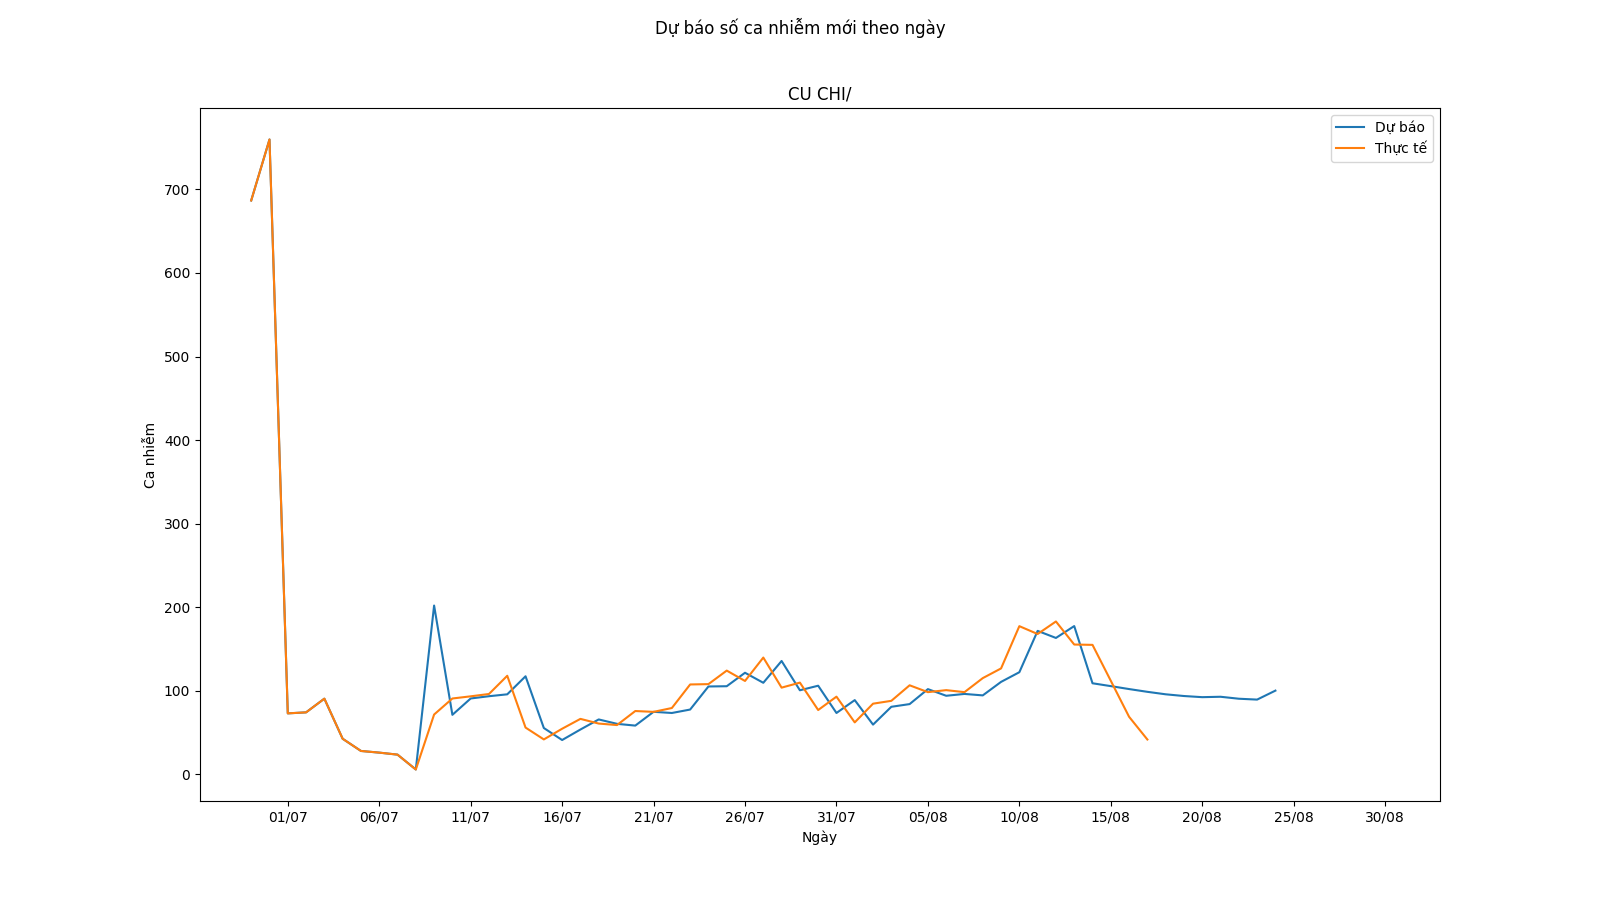 Dự báo số ca nhiễm mới theo ngày
CU CHI/
Dự báo
Thực tế
700
600
500
400
300
200
100
0
Ca nhiễm
01/07 06/07 11/07 16/07 21/07 26/07 31/07 05/08 10/08 15/08 20/08 25/08 30/08
Ngày